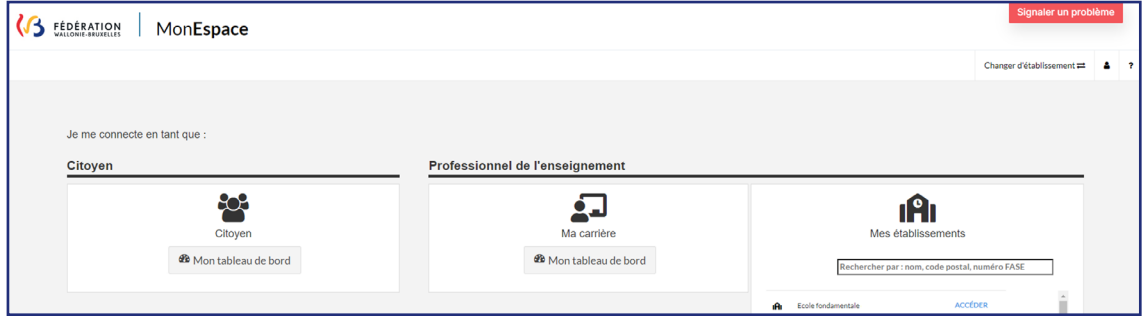 Signaler un problème
FÉDÉRATION
WALLONIE-BRUXELLES
MonEspace
Changer d'établissement ?
Je me connecte en tant que :
Citoyen
Professionnel de l'enseignement
Citoyen
Mon tableau de bord
Ma carrière
Mon tableau de bord
Mes établissements
Rechercher par : nom, code postal, numéro FASE
Ecole fondamentale ACCÉDER